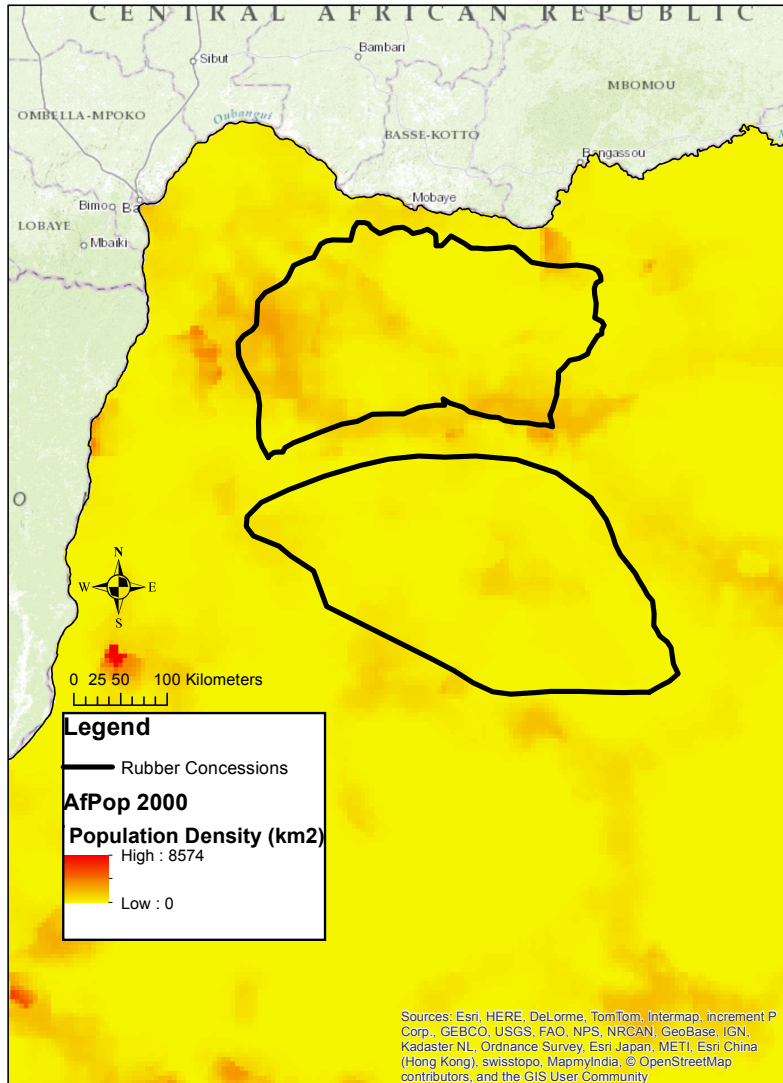 CENTRAL AFRICAN REPUBLIC
Bambari
Sibut
MBOMOU
OMBELLA-MPOKO
Oubangui
BASSE-KOTTO
Bangassou
Mobaye
Bimo Ba
LOBAYE
Mbaiki
O
N
W E
S
0 25 50 100 Kilometers
Legend
Rubber Concessions
AfPop 2000
Population Density (km2)
High : 8574
Low : 0
Sources: Esri, HERE, DeLorme, TomTom, Intermap, increment P
Corp., GEBCO, USGS, FAO, NPS, NRCAN, GeoBase, IGN,
Kadaster NL, Ordnance Survey, Esri Japan, METI, Esri China
(Hong Kong), swisstopo, MapmyIndia, © OpenStreetMap
contributors, and the GIS User Community